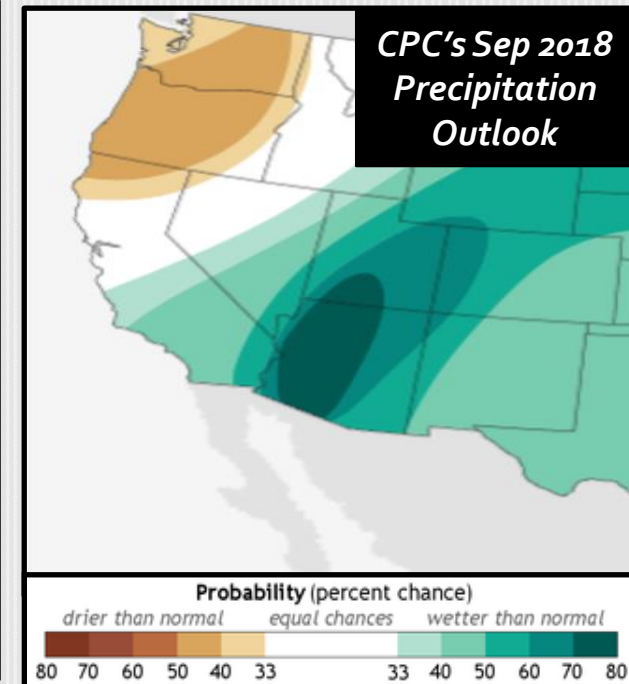 CPC's Sep 2018
Precipitation
Outlook
Probability (percent chance)
drier than normal equal chances wetter than normal
80 70 60 50 40 33 33 40 50 60 70 80